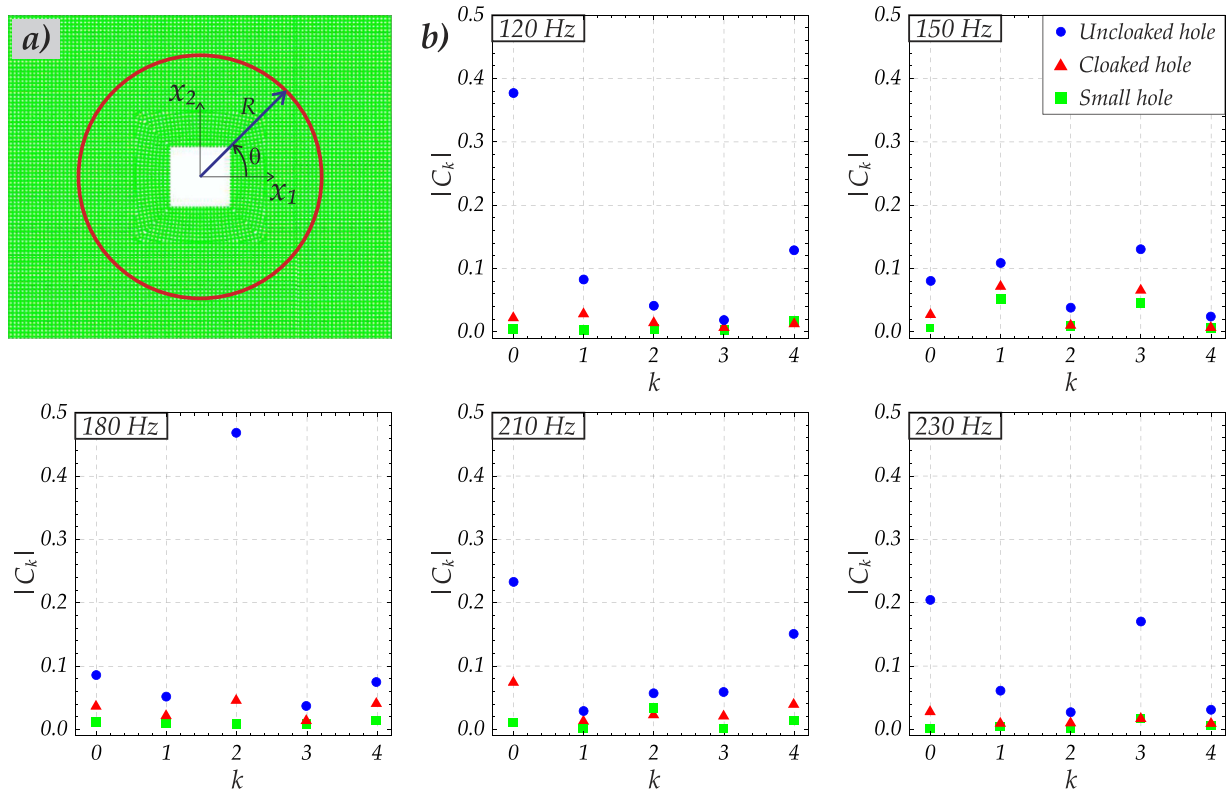 a)
x2
R
θ
x1
b)
120 Hz
0.5
0.4
0.3
0.2
0.1
0.0
|Ck|
0 1 2 3 4
k
150 Hz
Uncloaked hole
Cloaked hole
Small hole
0.5
0.4
0.3
0.2
0.1
0.0
|Ck|
0 1 2 3 4
k
180 Hz
0.5
0.4
0.3
0.2
0.1
0.0
|Ck|
0 1 2 3 4
k
210 Hz
0.5
0.4
0.3
0.2
0.1
0.0
|Ck|
0 1 2 3 4
k
230 Hz
0.5
0.4
0.3
0.2
0.1
0.0
|Ck|
0 1 2 3 4
k